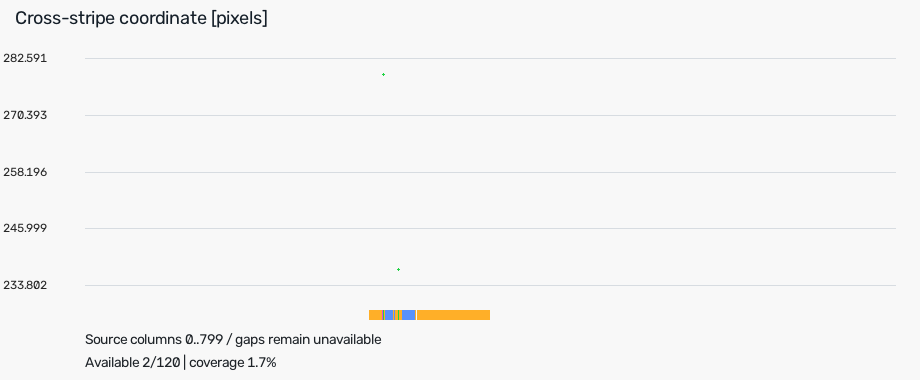 Cross-stripe coordinate [pixels]
282.591
270.393
258.196
245.999
233.802
Source columns 0..799 / gaps remain unavailable
Available 2/120 | coverage 1.7%